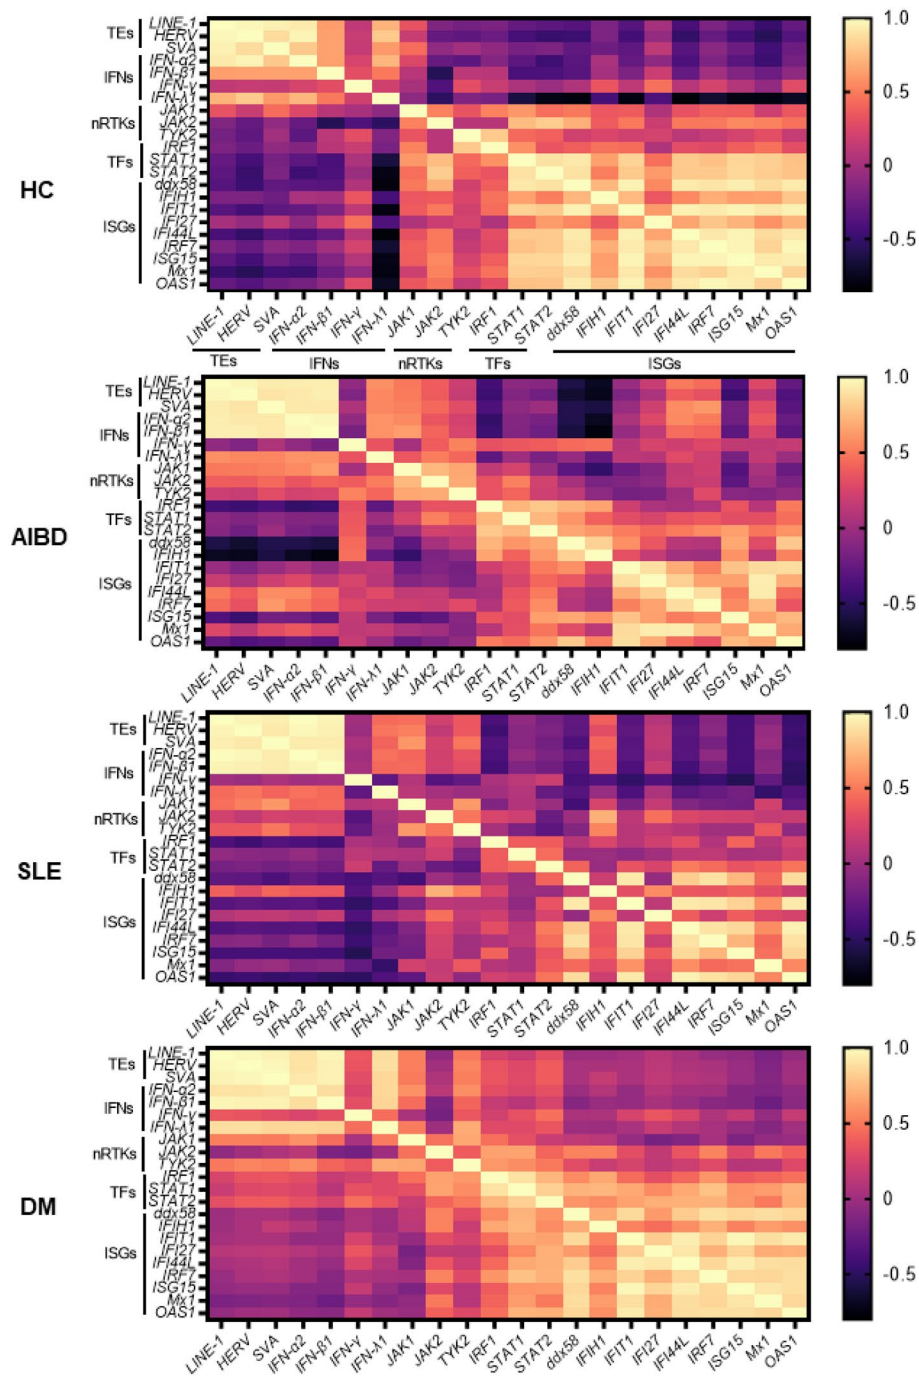 HC
TEs
IFNs
nRTKs
TFs
ISGs
LINE-1
HERV
SVA
IFN-α2
IFN-β1
IFN-γ
IFN-λ1
JAK1
JAK2
TYK2
IRF1
STAT1
STAT2
ddx58
IFIH1
IFIT1
IFI27
IFI44L
IRF7
ISG15
Mx1
OAS1
1.0
0.5
0
-0.5
LINE-1 HERV SVA IFN-α2 IFN-β1 IFN-γ IFN-λ1 JAK1 JAK2 TYK2 IRF1 STAT1 STAT2 ddx58 IFIH1 IFIT1 IFI27 IFI44L IRF7 ISG15 Mx1 OAS1
TEs IFNs nRTKs TFs ISGs
AIBD
TEs
IFNs
nRTKs
TFs
ISGs
LINE-1
HERV
SVA
IFN-α2
IFN-β1
IFN-γ
IFN-λ1
JAK1
JAK2
TYK2
IRF1
STAT1
STAT2
ddx58
IFIH1
IFIT1
IFI27
IFI44L
IRF7
ISG15
Mx1
OAS1
1.0
0.5
0
-0.5
LINE-1 HERV SVA IFN-α2 IFN-β1 IFN-γ IFN-λ1 JAK1 JAK2 TYK2 IRF1 STAT1 STAT2 ddx58 IFIH1 IFIT1 IFI27 IFI44L IRF7 ISG15 Mx1 OAS1
SLE
TEs
IFNs
nRTKs
TFs
ISGs
LINE-1
HERV
SVA
IFN-α2
IFN-β1
IFN-γ
IFN-λ1
JAK1
JAK2
TYK2
IRF1
STAT1
STAT2
ddx58
IFIH1
IFIT1
IFI27
IFI44L
IRF7
ISG15
Mx1
OAS1
1.0
0.5
0
-0.5
LINE-1 HERV SVA IFN-α2 IFN-β1 IFN-γ IFN-λ1 JAK1 JAK2 TYK2 IRF1 STAT1 STAT2 ddx58 IFIH1 IFIT1 IFI27 IFI44L IRF7 ISG15 Mx1 OAS1
DM
TEs
IFNs
nRTKs
TFs
ISGs
LINE-1
HERV
SVA
IFN-α2
IFN-β1
IFN-γ
IFN-λ1
JAK1
JAK2
TYK2
IRF1
STAT1
STAT2
ddx58
IFIH1
IFIT1
IFI27
IFI44L
IRF7
ISG15
Mx1
OAS1
1.0
0.5
0
-0.5
LINE-1 HERV SVA IFN-α2 IFN-β1 IFN-γ IFN-λ1 JAK1 JAK2 TYK2 IRF1 STAT1 STAT2 ddx58 IFIH1 IFIT1 IFI27 IFI44L IRF7 ISG15 Mx1 OAS1